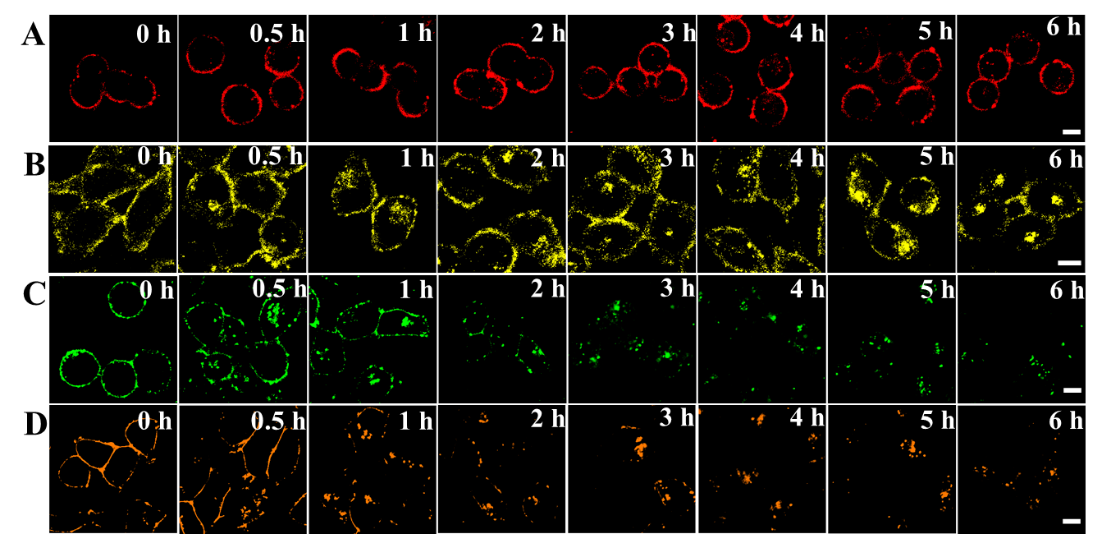 A 0 h 0.5 h 1 h 2 h 3 h 4 h 5 h 6 h
B 0 h 0.5 h 1 h 2 h 3 h 4 h 5 h 6 h
C 0 h 0.5 h 1 h 2 h 3 h 4 h 5 h 6 h
D 0 h 0.5 h 1 h 2 h 3 h 4 h 5 h 6 h